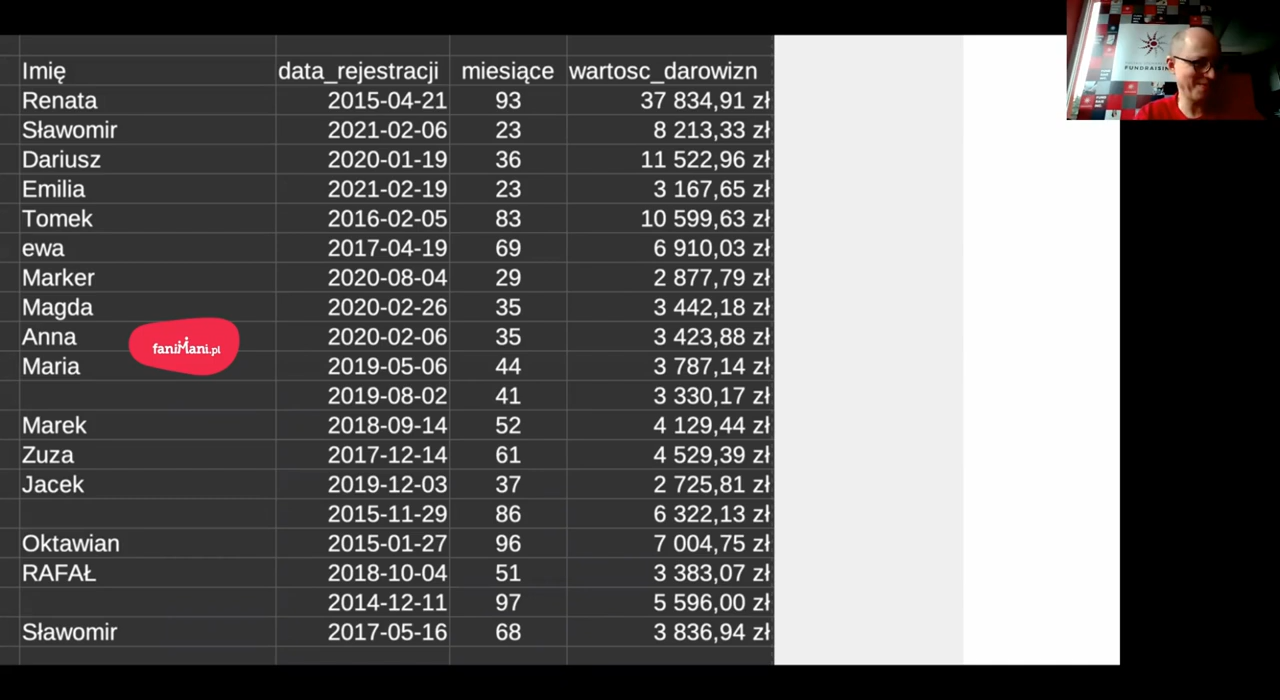 Imię data_rejestracji miesiące wartosc_darowizn
Renata 2015-04-21 93 37 834,91 zł
Sławomir 2021-02-06 23 8 213,33 zł
Dariusz 2020-01-19 36 11 522,96 zł
Emilia 2021-02-19 23 3 167,65 zł
Tomek 2016-02-05 83 10 599,63 zł
ewa 2017-04-19 69 6 910,03 zł
Marker 2020-08-04 29 2 877,79 zł
Magda 2020-02-26 35 3 442,18 zł
Anna 2020-02-06 35 3 423,88 zł
faniMani.pl
Maria 2019-05-06 44 3 787,14 zł
2019-08-02 41 3 330,17 zł
Marek 2018-09-14 52 4 129,44 zł
Zuza 2017-12-14 61 4 529,39 zł
Jacek 2019-12-03 37 2 725,81 zł
2015-11-29 86 6 322,13 zł
Oktawian 2015-01-27 96 7 004,75 zł
RAFAŁ 2018-10-04 51 3 383,07 zł
2014-12-11 97 5 596,00 zł
Sławomir 2017-05-16 68 3 836,94 zł